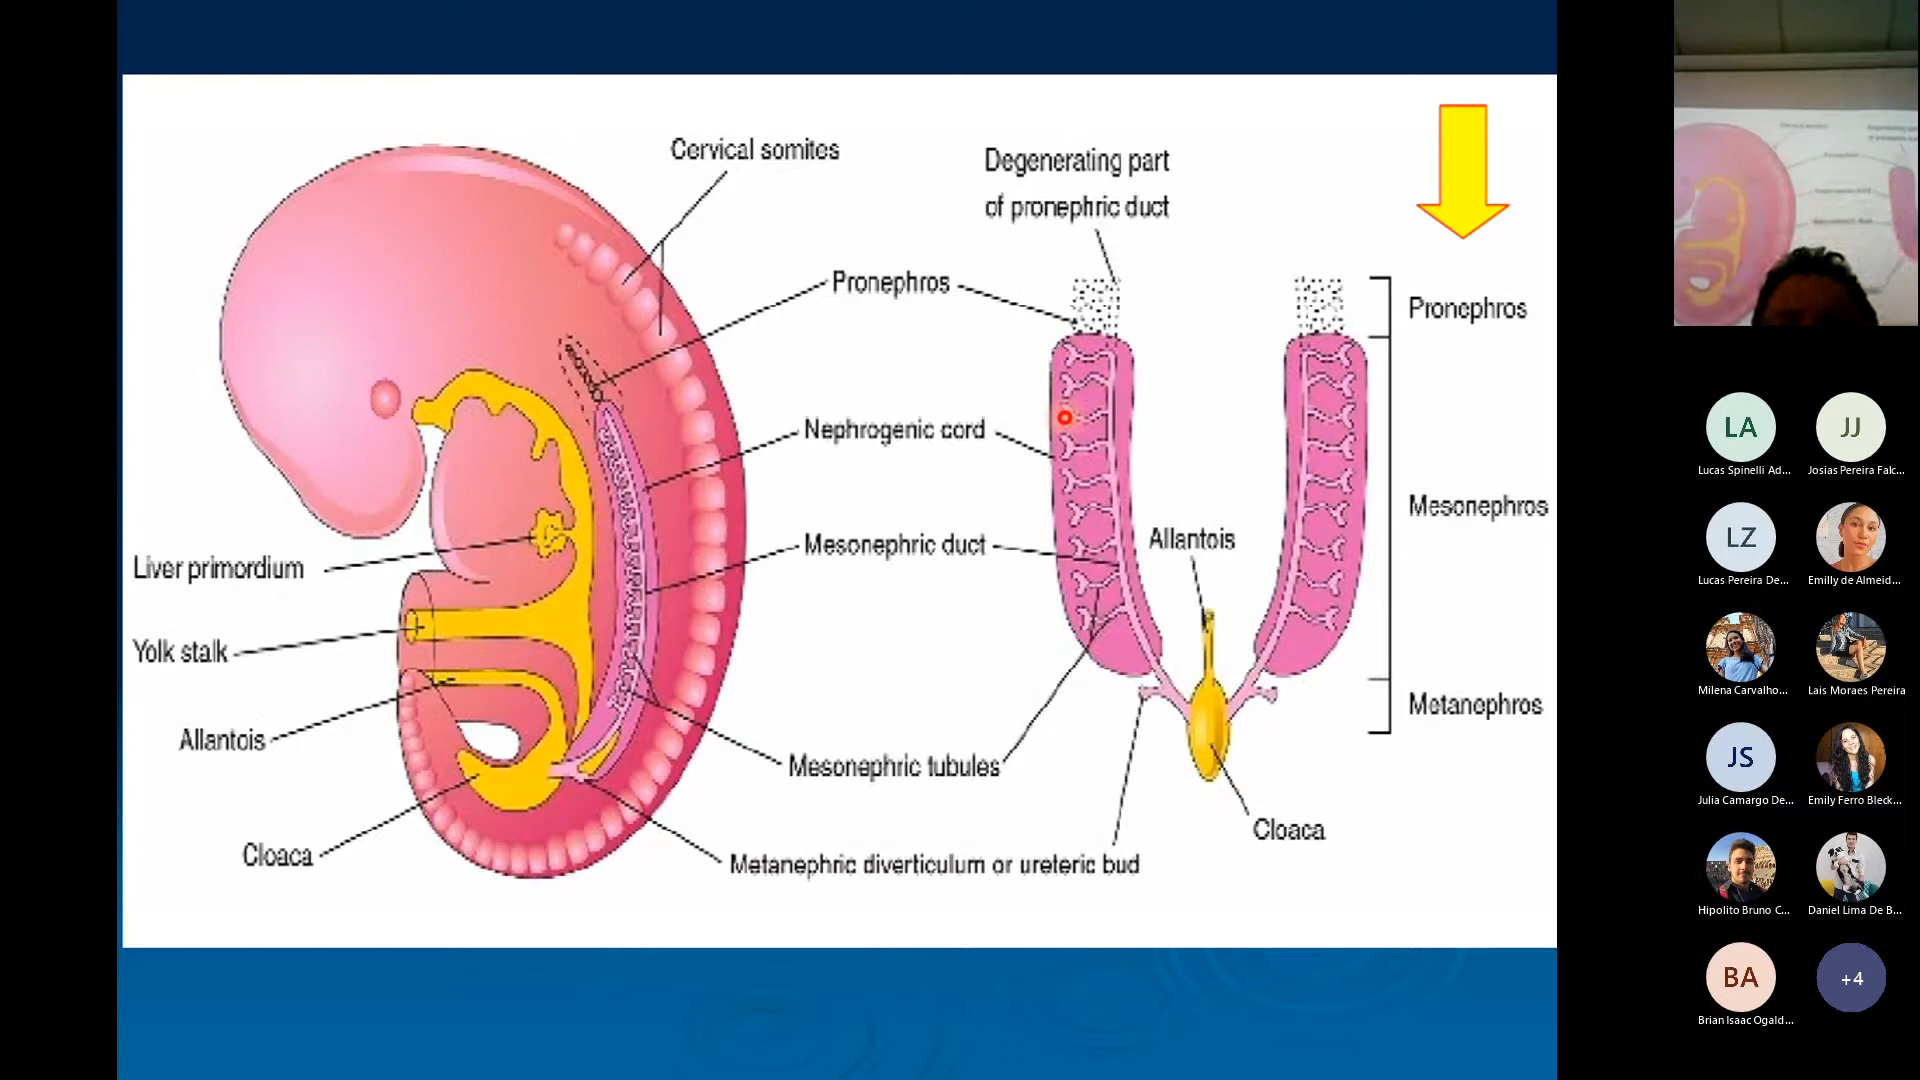 Cervical somites
Degenerating part
of pronephric duct
Pronephros
Pronephros
Nephrogenic cord
Mesonephros
Mesonephric duct
Allantois
Liver primordium
Yolk stalk
Metanephros
Allantois
Mesonephric tubules
Cloaca
Cloaca
Metanephric diverticulum or ureteric bud
LA
JJ
Lucas Spinelli Ad...
Josias Pereira Falc...
LZ
Lucas Pereira De...
Emilly de Almeid...
Milena Carvalho...
Lais Moraes Pereira
JS
Julia Camargo De...
Emily Ferro Bleck...
Hipolito Bruno C...
Daniel Lima De B...
BA
+4
Brian Isaac Ogald...